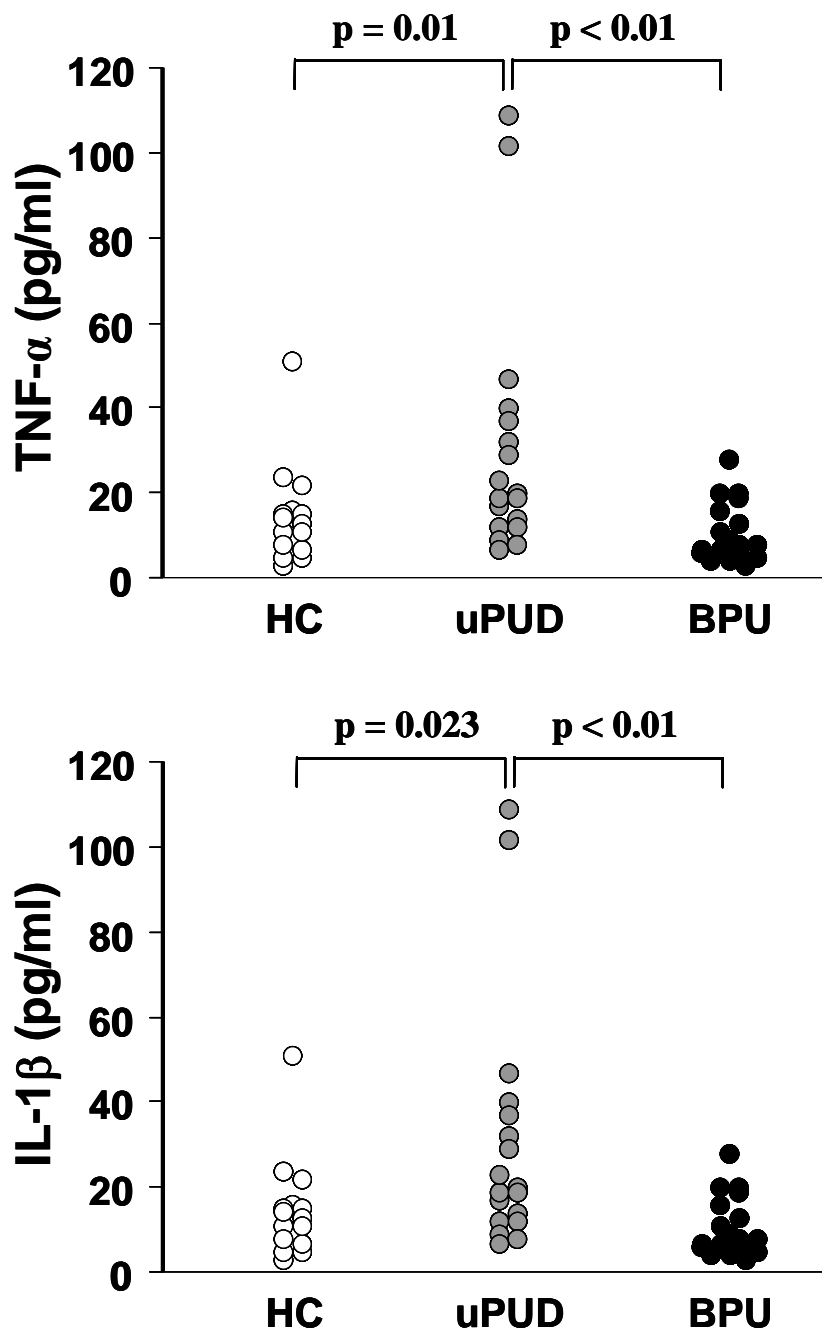 p = 0.01 p < 0.01
120
100
80
60
40
20
0
TNF-α (pg/ml)
HC uPUD BPU
p = 0.023 p < 0.01
120
100
80
60
40
20
0
IL-1β (pg/ml)
HC uPUD BPU